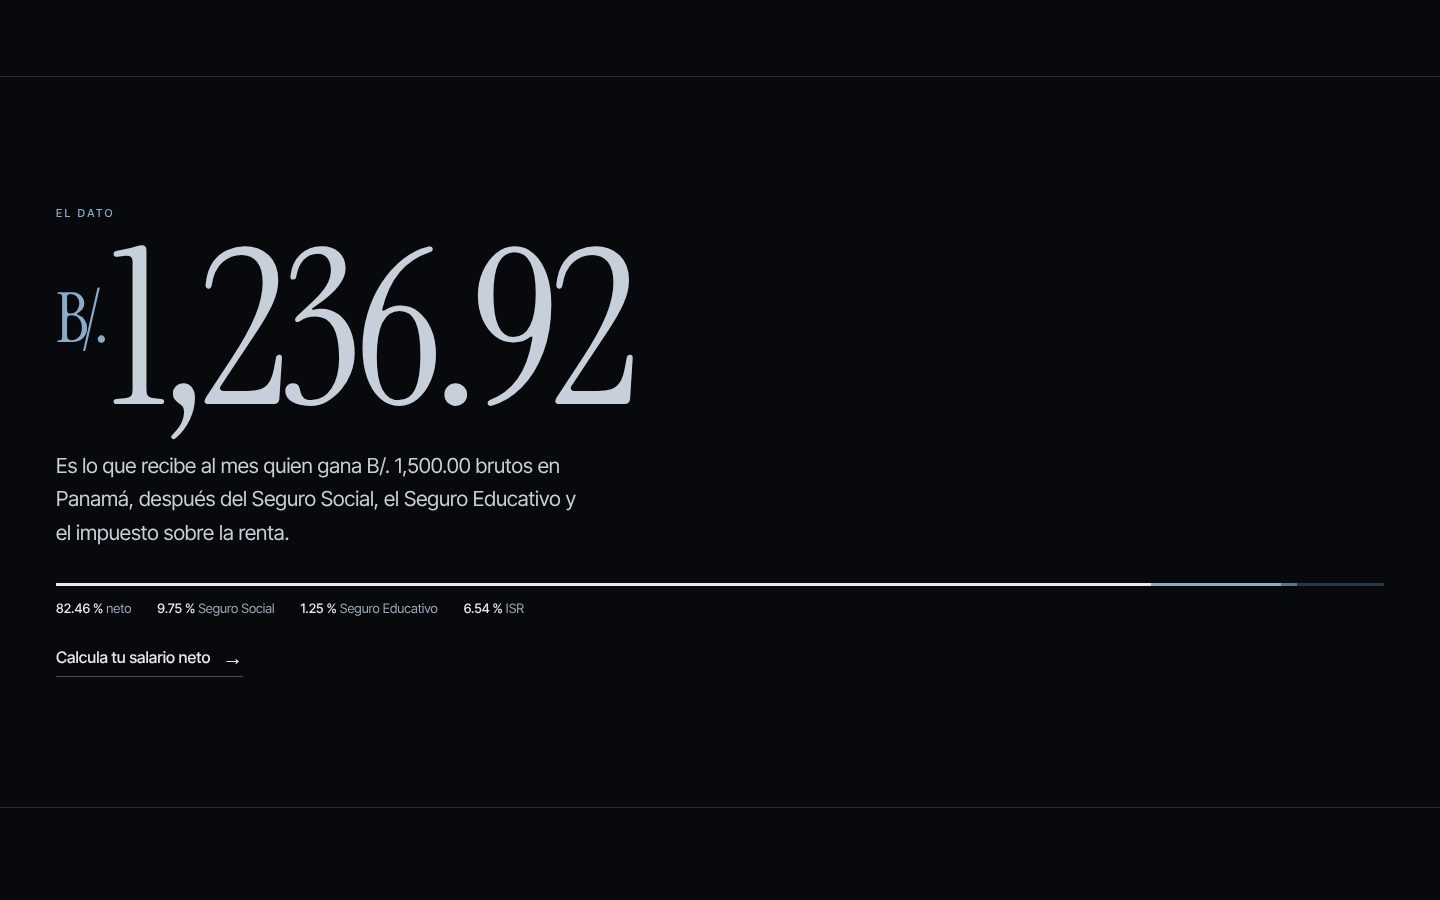 EL DATO
B/.1,236.92
Es lo que recibe al mes quien gana B/. 1,500.00 brutos en
Panamá, después del Seguro Social, el Seguro Educativo y
el impuesto sobre la renta.
82.46 % neto 9.75 % Seguro Social 1.25 % Seguro Educativo 6.54 % ISR
Calcula tu salario neto →